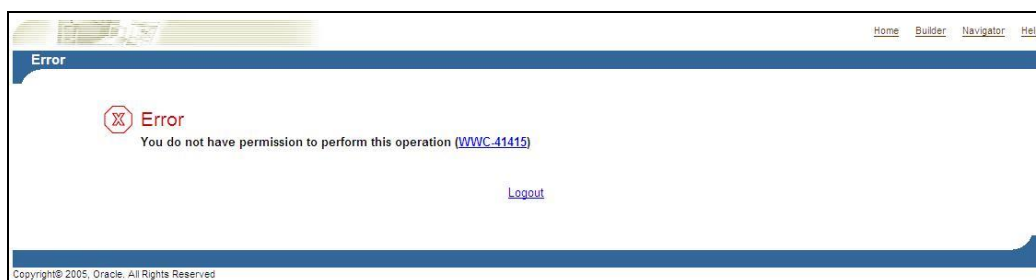 Home Builder Navigator Hel
Error
Error
You do not have permission to perform this operation (WWC-41415)
Logout
Copyright© 2005, Oracle. All Rights Reserved